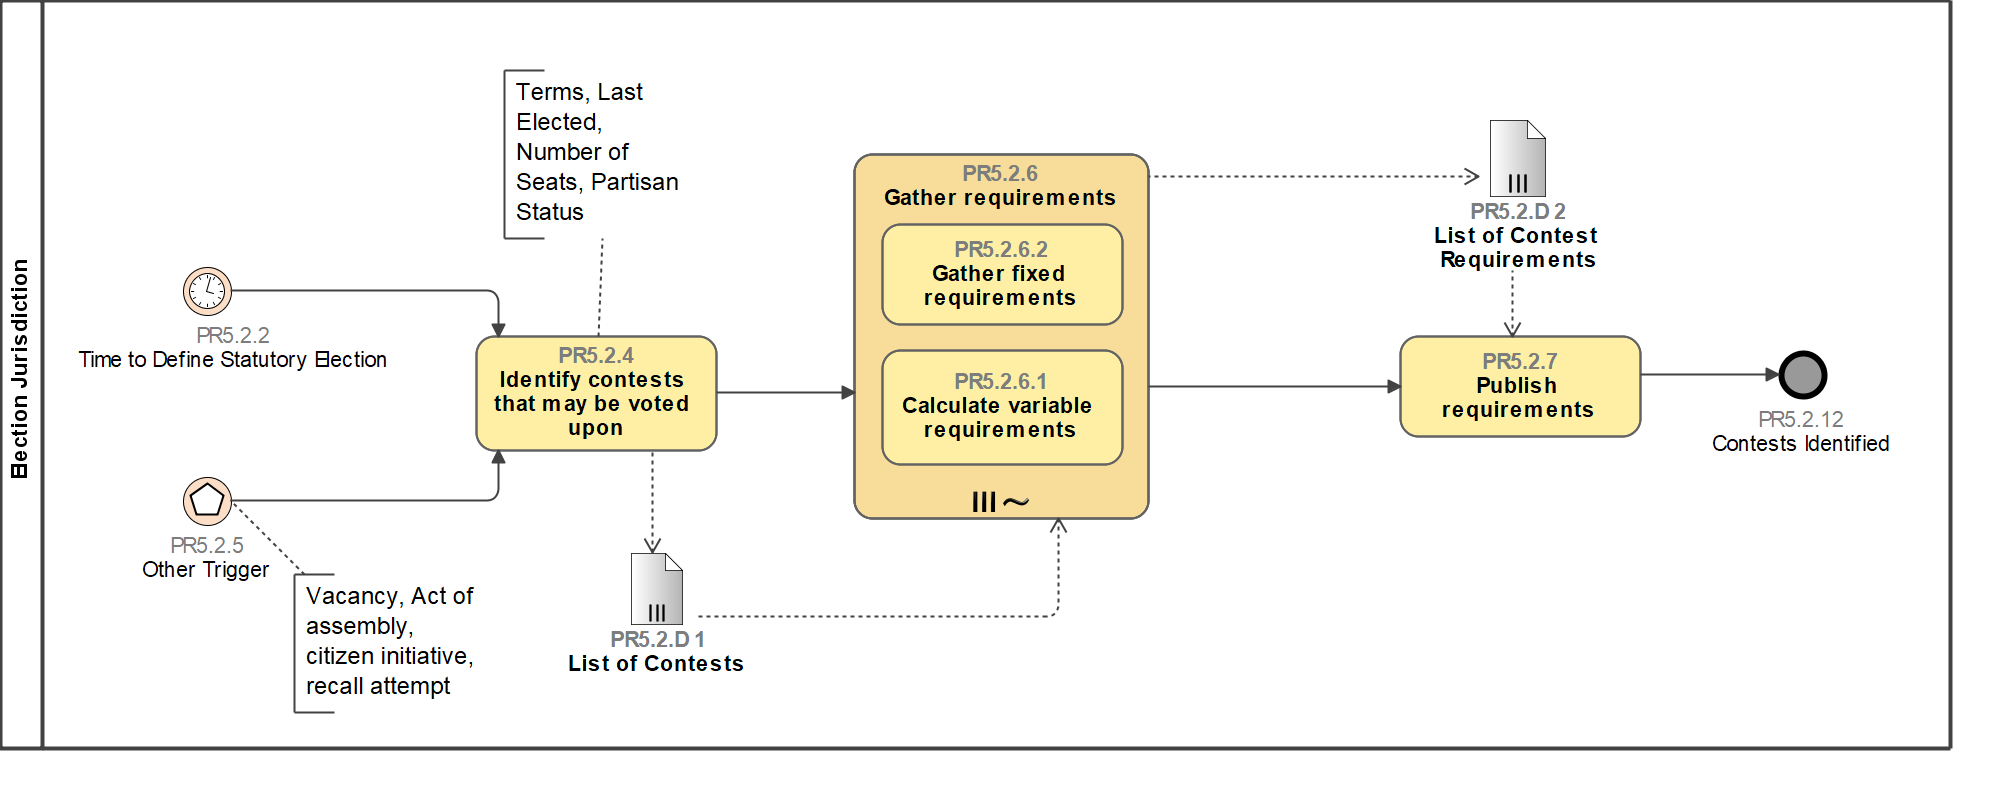 Election Jurisdiction
Terms, Last
Elected,
Number of
Seats, Partisan
Status
PR5.2.2
Time to Define Statutory Election
PR5.2.4
Identify contests
that may be voted
upon
PR5.2.5
Other Trigger
Vacancy, Act of
assembly,
citizen initiative,
recall attempt
PR5.2.D1
List of Contests
PR5.2.6
Gather requirements
PR5.2.6.2
Gather fixed
requirements
PR5.2.6.1
Calculate variable
requirements
PR5.2.D2
List of Contest
Requirements
PR5.2.7
Publish
requirements
PR5.2.12
Contests Identified